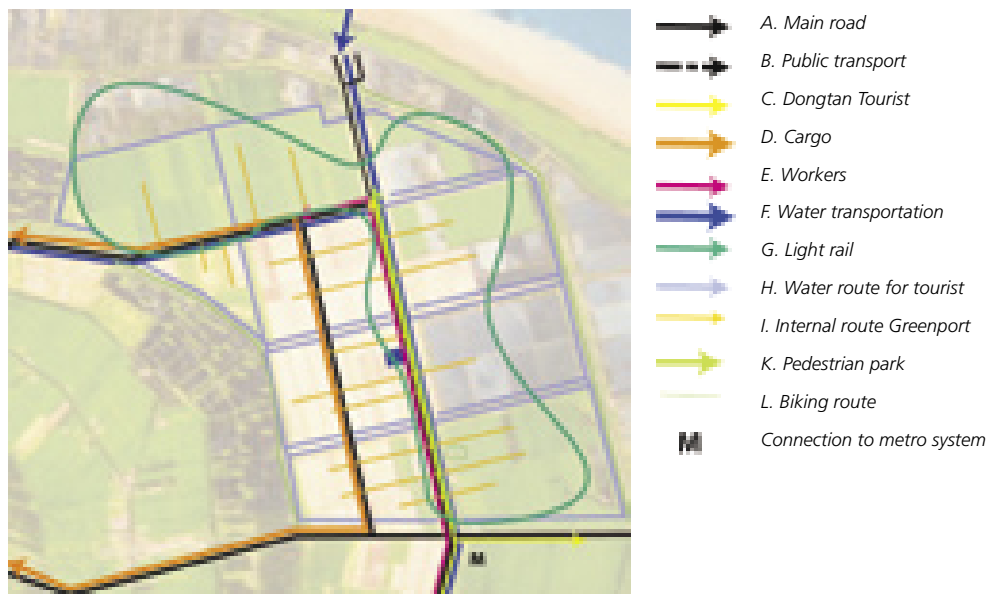 A. Main road
B. Public transport
C. Dongtan Tourist
D. Cargo
E. Workers
F. Water transportation
G. Light rail
H. Water route for tourist
I. Internal route Greenport
K. Pedestrian park
L. Biking route
M Connection to metro system
M